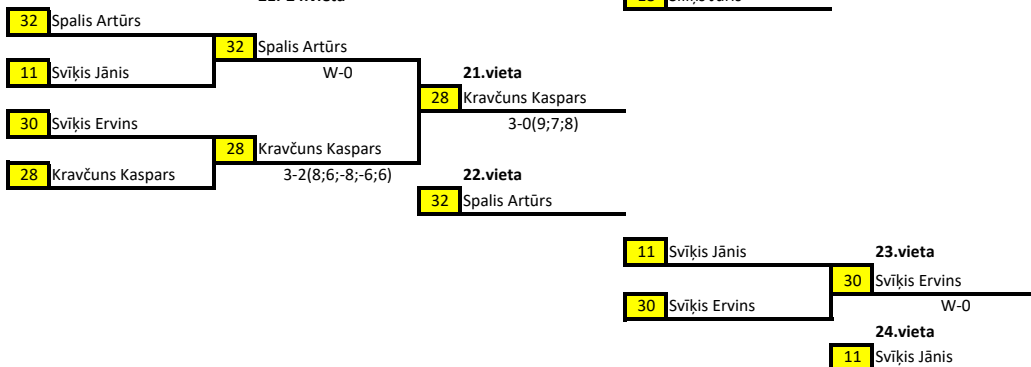 32 Spalis Artūrs
32 Spalis Artūrs
11 Svīķis Jānis W-0 21.vieta
28 Kravčuns Kaspars
30 Svīķis Ervins 3-0(9;7;8)
28 Kravčuns Kaspars
28 Kravčuns Kaspars 3-2(8;6;-8;-6;6) 22.vieta
32 Spalis Artūrs
11 Svīķis Jānis 23.vieta
30 Svīķis Ervins
30 Svīķis Ervins W-0
24.vieta
11 Svīķis Jānis